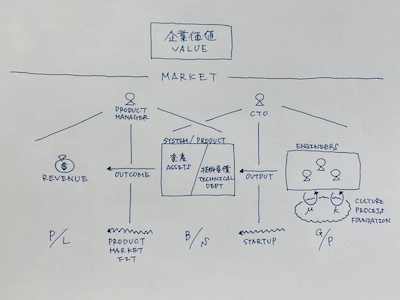 企業価値
VALUE
MARKET
PRODUCT
MANAGER
CTO
SYSTEM/PRODUCT
ENGINEERS
資産
ASSETS
技術負債
TECHNICAL
DEPT
REVENUE
OUTCOME
OUTPUT
μ
K
CULTURE
PROCESS
FOUNDATION
P/L
PRODUCT
MARKET
FIT
B/S
STARTUP